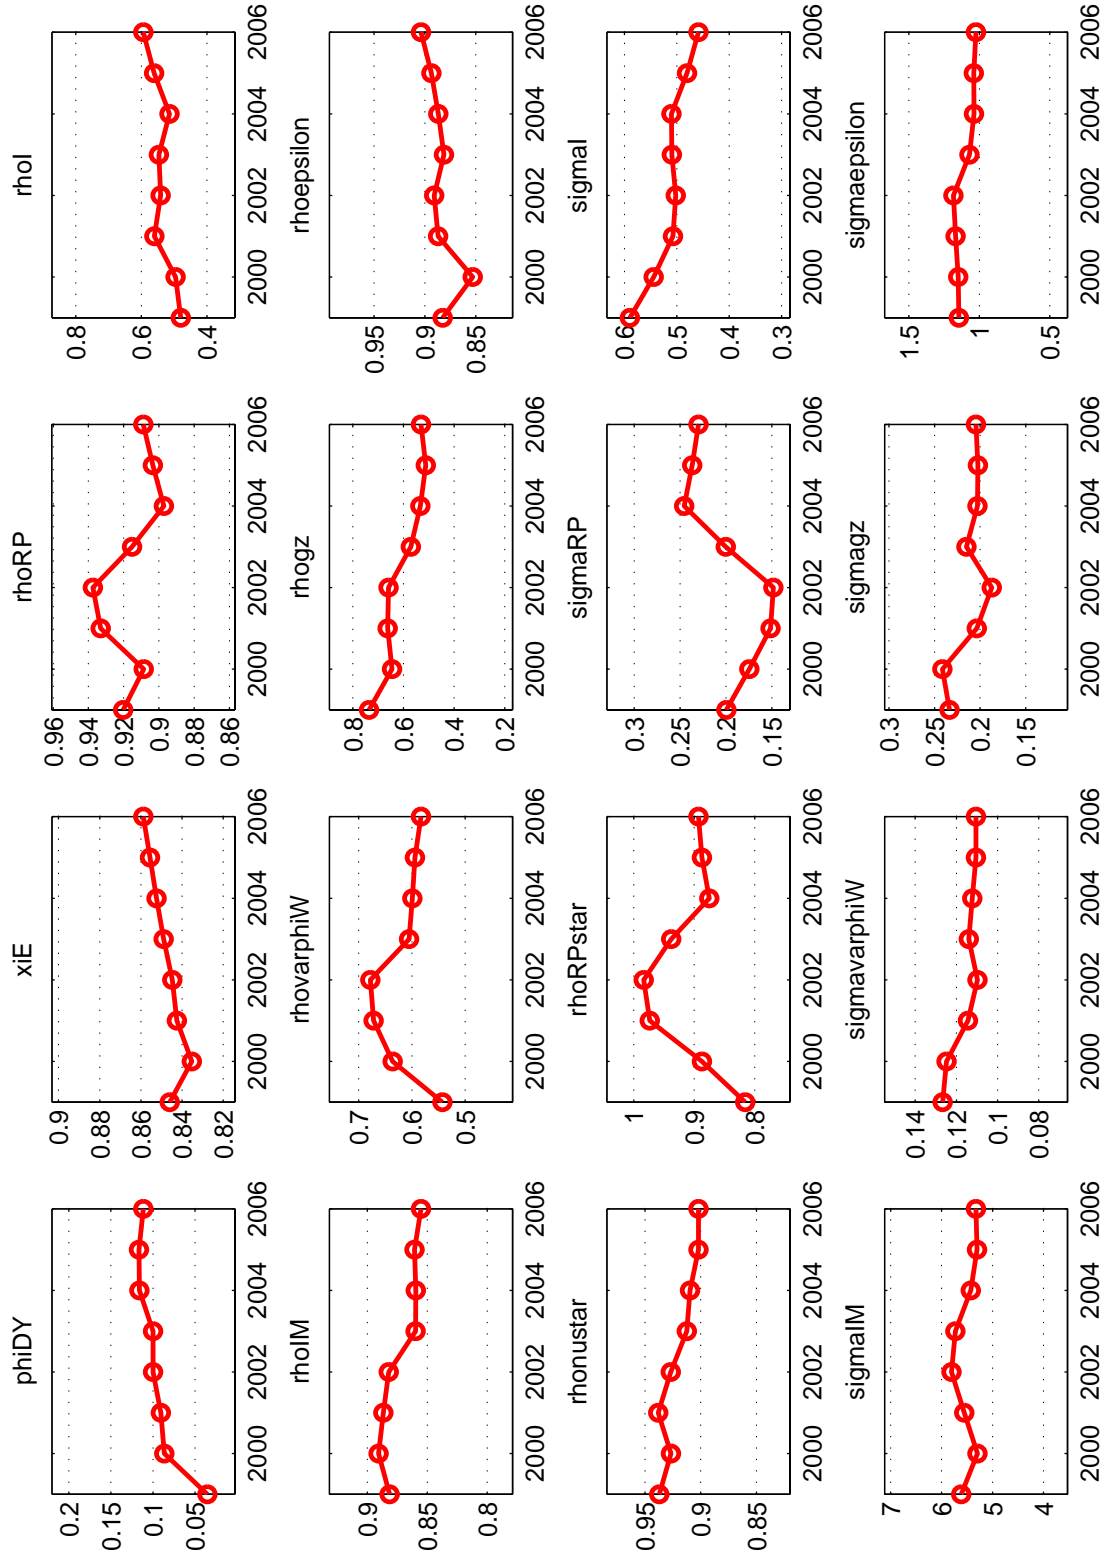 phiDY
0.2
0.15
0.1
0.05
2000 2002 2004 2006
xiE
0.9
0.88
0.86
0.84
0.82
2000 2002 2004 2006
rhoRP
0.96
0.94
0.92
0.9
0.88
0.86
2000 2002 2004 2006
rhoI
0.8
0.6
0.4
2000 2002 2004 2006
rhoIM
0.9
0.85
0.8
2000 2002 2004 2006
rhovarphiW
0.7
0.6
0.5
2000 2002 2004 2006
rhogz
0.8
0.6
0.4
0.2
2000 2002 2004 2006
rhoepsilon
0.95
0.9
0.85
2000 2002 2004 2006
rhonustar
0.95
0.9
0.85
2000 2002 2004 2006
rhoRPstar
1
0.9
0.8
2000 2002 2004 2006
sigmaRP
0.3
0.25
0.2
0.15
2000 2002 2004 2006
sigmaI
0.6
0.5
0.4
0.3
2000 2002 2004 2006
sigmaIM
7
6
5
4
2000 2002 2004 2006
sigmavarphiW
0.14
0.12
0.1
0.08
2000 2002 2004 2006
sigmagz
0.3
0.25
0.2
0.15
2000 2002 2004 2006
sigmaepsilon
1.5
1
0.5
2000 2002 2004 2006